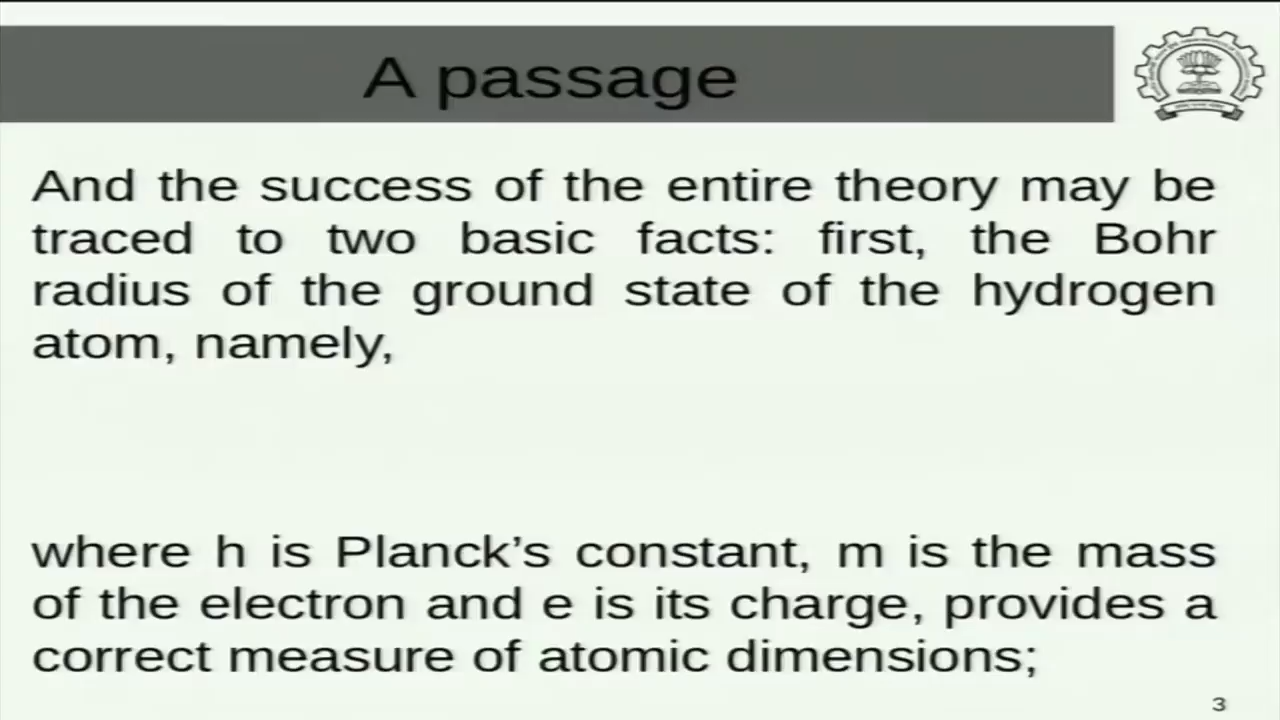 A passage
And the success of the entire theory may be
traced to two basic facts: first, the Bohr
radius of the ground state of the hydrogen
atom, namely,
where h is Planck’s constant, m is the mass
of the electron and e is its charge, provides a
correct measure of atomic dimensions;
3